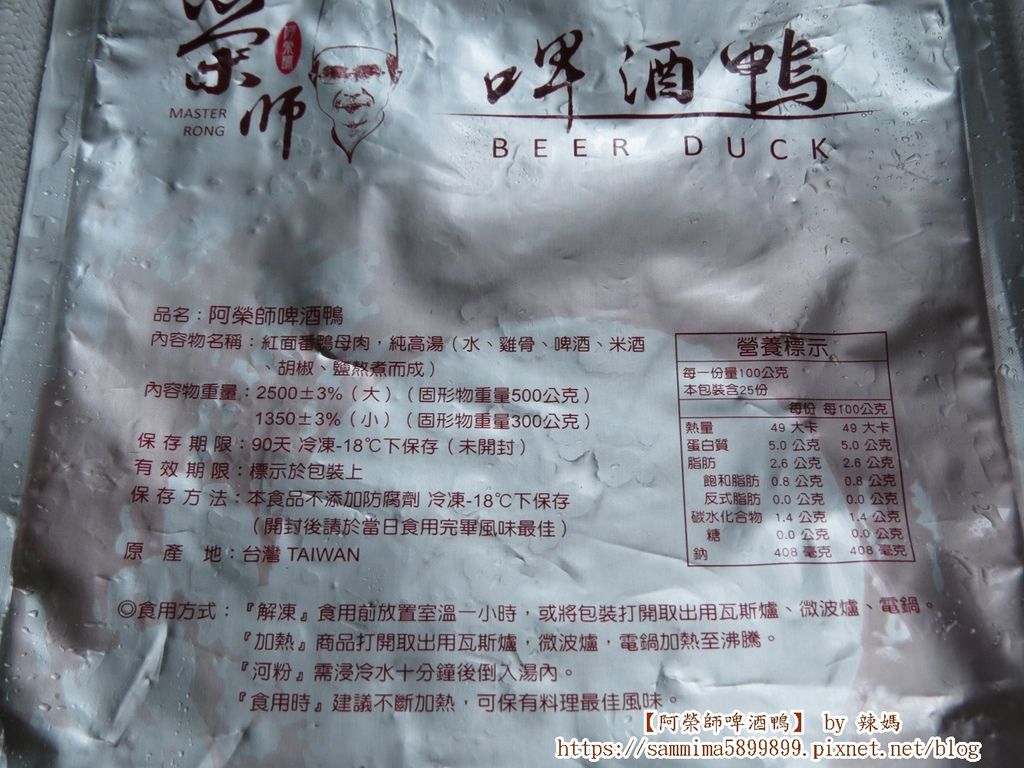 榮師
MASTER
RONG
啤酒鴨
BEER DUCK
品名：阿榮師啤酒鴨
內容物名稱：紅面番鴨母肉，純高湯（水、雞骨、啤酒、米酒
、胡椒、鹽熬煮而成）
內容物重量：2500±3%（大）（固形物重量500公克）
1350±3%（小）（固形物重量300公克）
保存期限：90天 冷凍-18℃下保存（未開封）
有效期限：標示於包裝上
保存方法：本食品不添加防腐劑 冷凍-18℃下保存
（開封後請於當日食用完畢風味最佳）
原產地：台灣 TAIWAN
營養標示
每一份量100公克
本包裝含25份
每份 每100公克
熱量 49 大卡 49 大卡
蛋白質 5.0 公克 5.0 公克
脂肪 2.6 公克 2.6 公克
飽和脂肪 0.8 公克 0.8 公克
反式脂肪 0.0 公克 0.0 公克
碳水化合物 1.4 公克 1.4 公克
糖 0.0 公克 0.0 公克
鈉 408 毫克 408 毫克
◎食用方式：『解凍』食用前放置室溫一小時，或將包裝打開取出用瓦斯爐、微波爐、電鍋。
『加熱』商品打開取出用瓦斯爐，微波爐，電鍋加熱至沸騰。
『河粉』需浸冷水十分鐘後倒入湯內。
『食用時』建議不斷加熱，可保有料理最佳風味。
【阿榮師啤酒鴨】 by 辣媽
https://sammima5899899.pixnet.net/blog